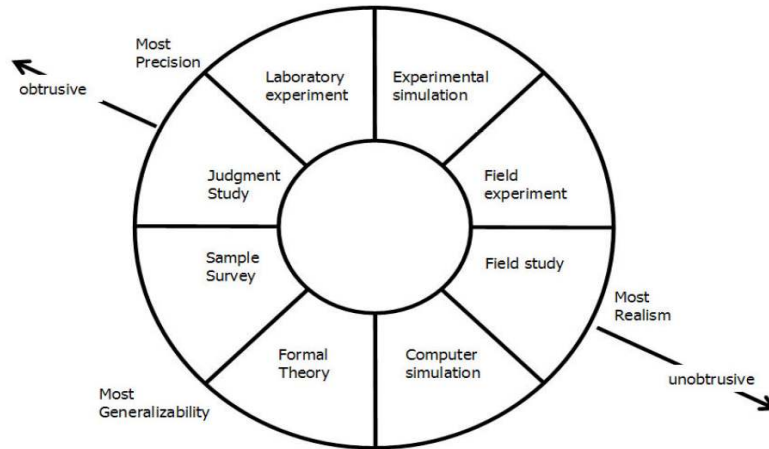 Most
Precision
obtrusive
Laboratory
experiment
Experimental
simulation
Judgment
Study
Field
experiment
Sample
Survey
Field study
Most
Realism
Formal
Theory
Computer
simulation
Most
Generalizability
unobtrusive